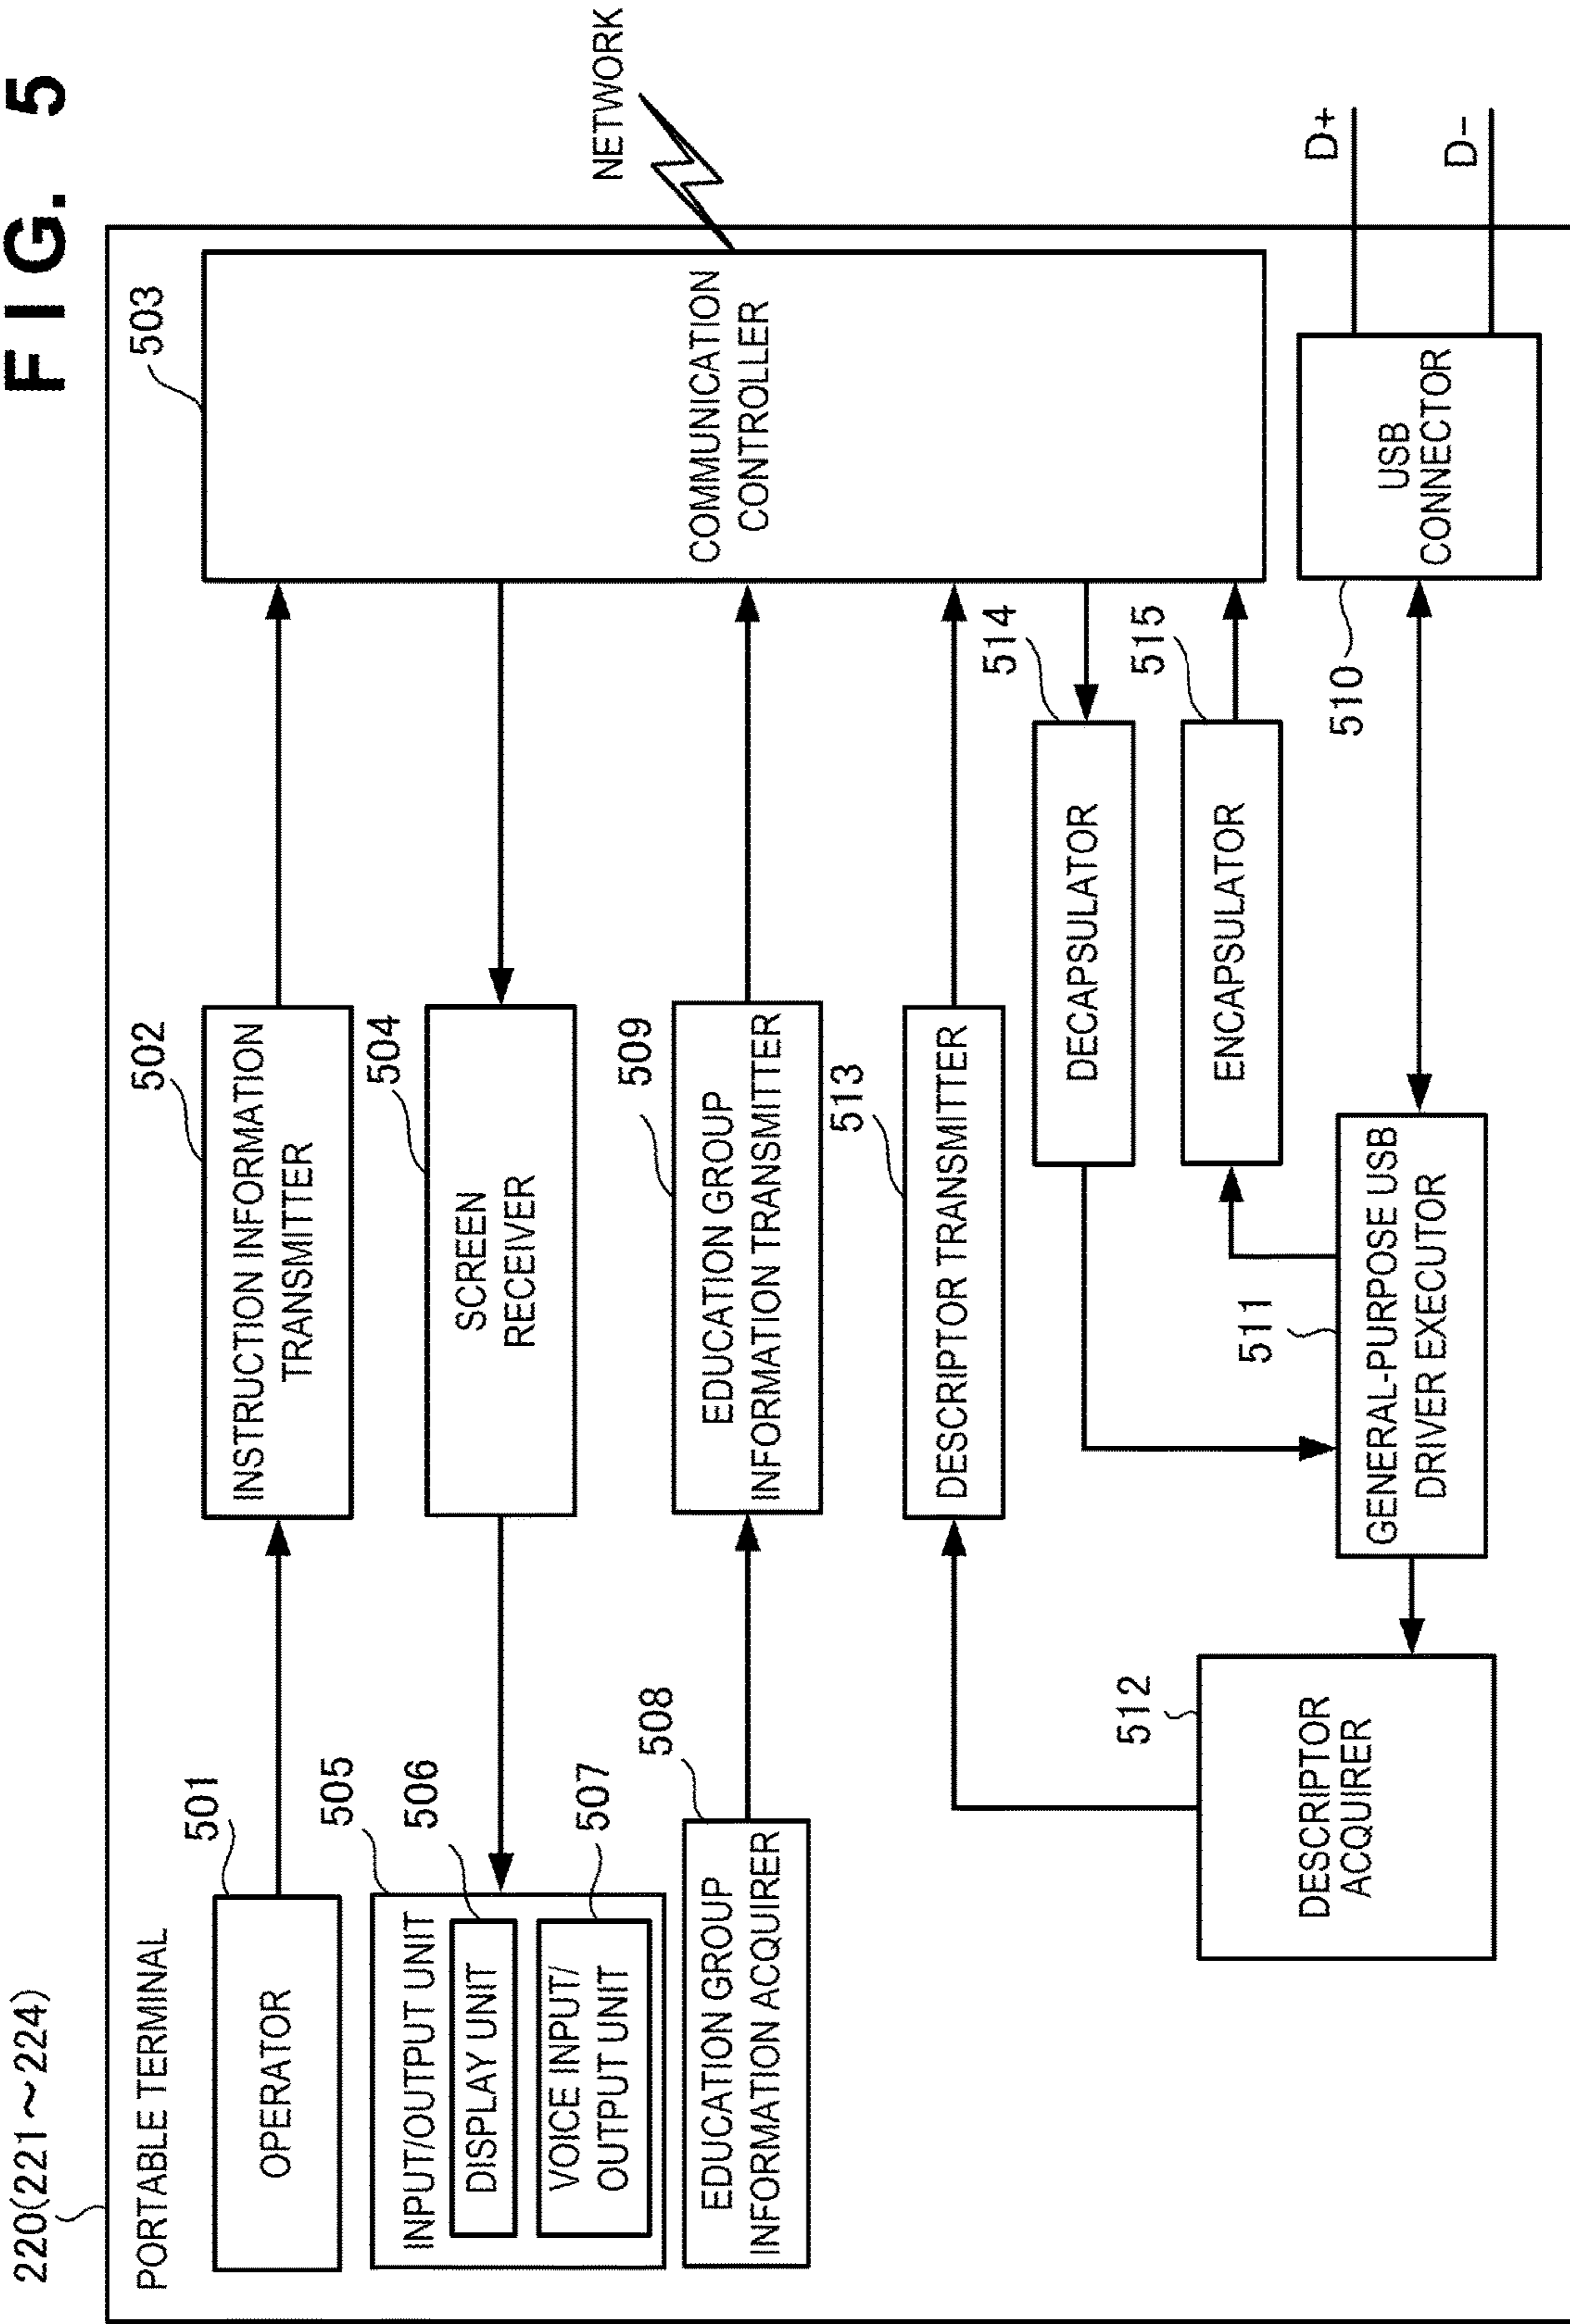 FIG. 5
220(221~224)
PORTABLE TERMINAL
501
OPERATOR
502
INSTRUCTION INFORMATION
TRANSMITTER
503
COMMUNICATION
CONTROLLER
NETWORK
504
SCREEN
RECEIVER
505
INPUT/OUTPUT UNIT
506
DISPLAY UNIT
507
VOICE INPUT/
OUTPUT UNIT
508
EDUCATION GROUP
INFORMATION ACQUIRER
509
EDUCATION GROUP
INFORMATION TRANSMITTER
513
DESCRIPTOR TRANSMITTER
514
DECAPSULATOR
515
ENCAPSULATOR
512
DESCRIPTOR
ACQUIRER
511
GENERAL-PURPOSE USB
DRIVER EXECUTOR
510
USB
CONNECTOR
D+
D−